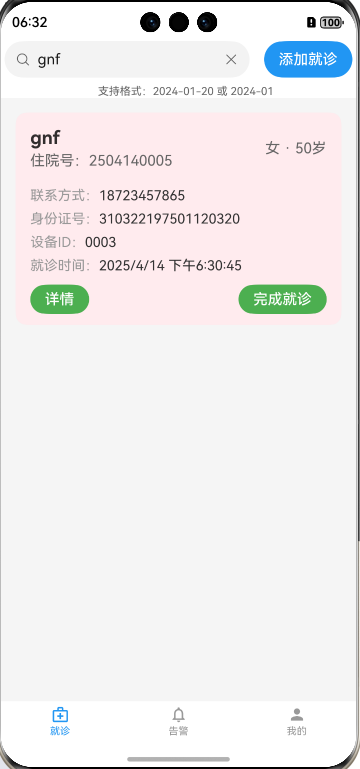 06:32
100
gnf
添加就诊
支持格式：2024-01-20 或 2024-01
gnf
女 · 50岁
住院号：2504140005
联系方式：18723457865
身份证号：310322197501120320
设备ID：0003
就诊时间：2025/4/14 下午6:30:45
详情
完成就诊
就诊
告警
我的